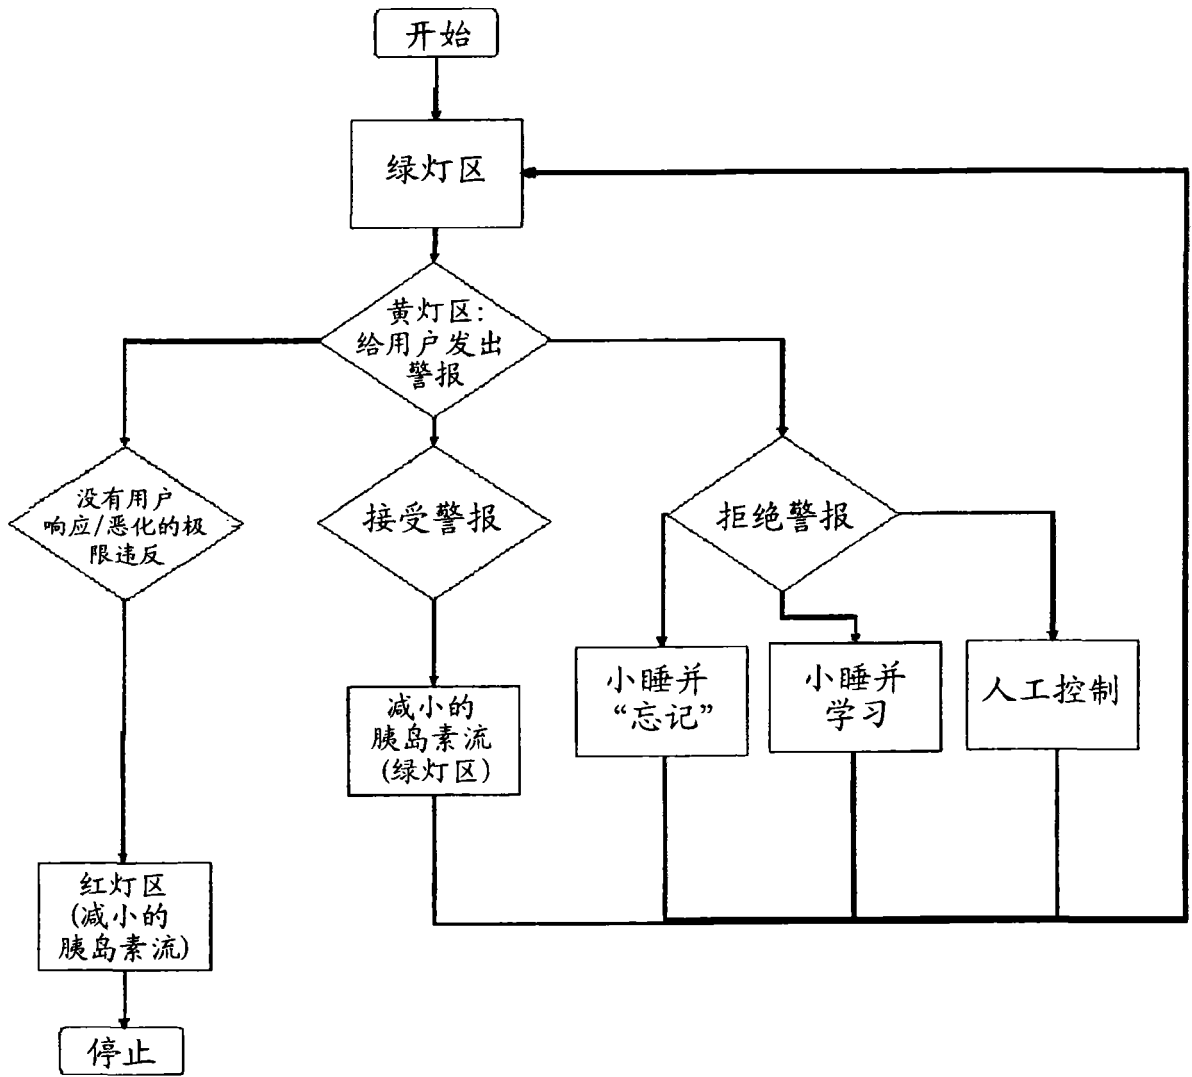 开始
绿灯区
黄灯区:
给用户发出
警报
没有用户
响应/恶化的极
限违反
接受警报
拒绝警报
小睡并
“忘记”
小睡并
学习
人工控制
减小的
胰岛素流
(绿灯区)
红灯区
(减小的
胰岛素流)
停止